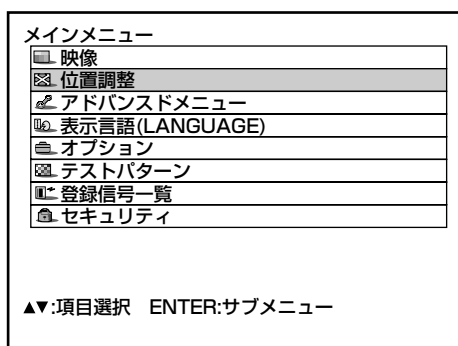 メインメニュー
映像
位置調整
アドバンスドメニュー
表示言語(LANGUAGE)
オプション
テストパターン
登録信号一覧
セキュリティ
▲▼:項目選択　ENTER:サブメニュー